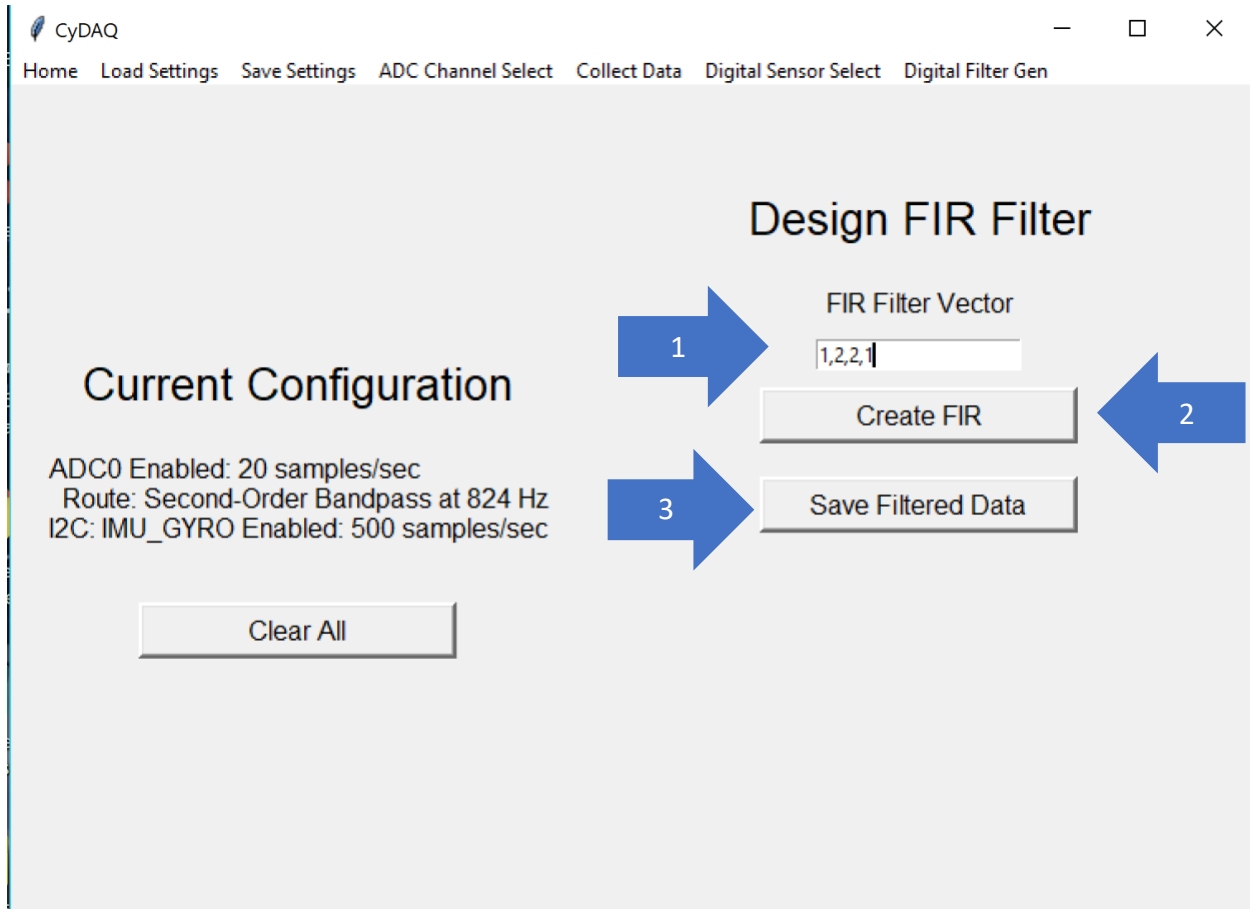 CyDAQ
Home Load Settings Save Settings ADC Channel Select Collect Data Digital Sensor Select Digital Filter Gen
Design FIR Filter
FIR Filter Vector
1
1,2,2,1
Current Configuration
Create FIR
2
ADC0 Enabled: 20 samples/sec
Route: Second-Order Bandpass at 824 Hz
I2C: IMU_GYRO Enabled: 500 samples/sec
3
Save Filtered Data
Clear All